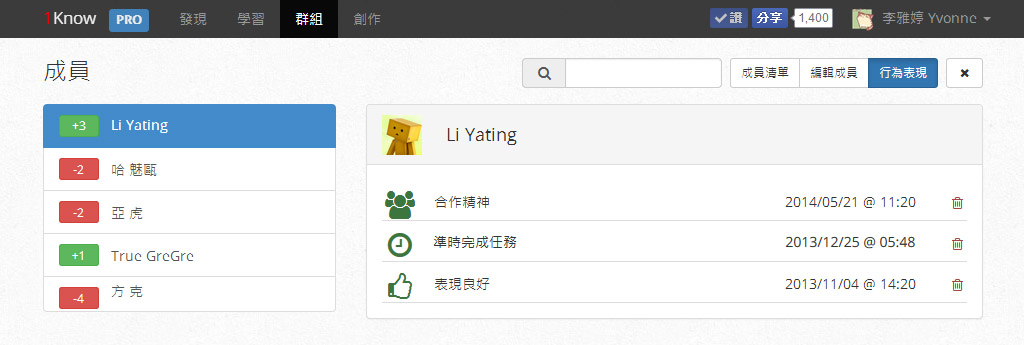 1Know PRO 發現 學習 群組 創作 讚 分享 1,400 李雅婷 Yvonne
成員 成員清單 編輯成員 行為表現
+3 Li Yating
-2 哈 魅甌
-2 亞 虎
+1 True GreGre
-4 方 克
Li Yating
合作精神 2014/05/21 @ 11:20
準時完成任務 2013/12/25 @ 05:48
表現良好 2013/11/04 @ 14:20